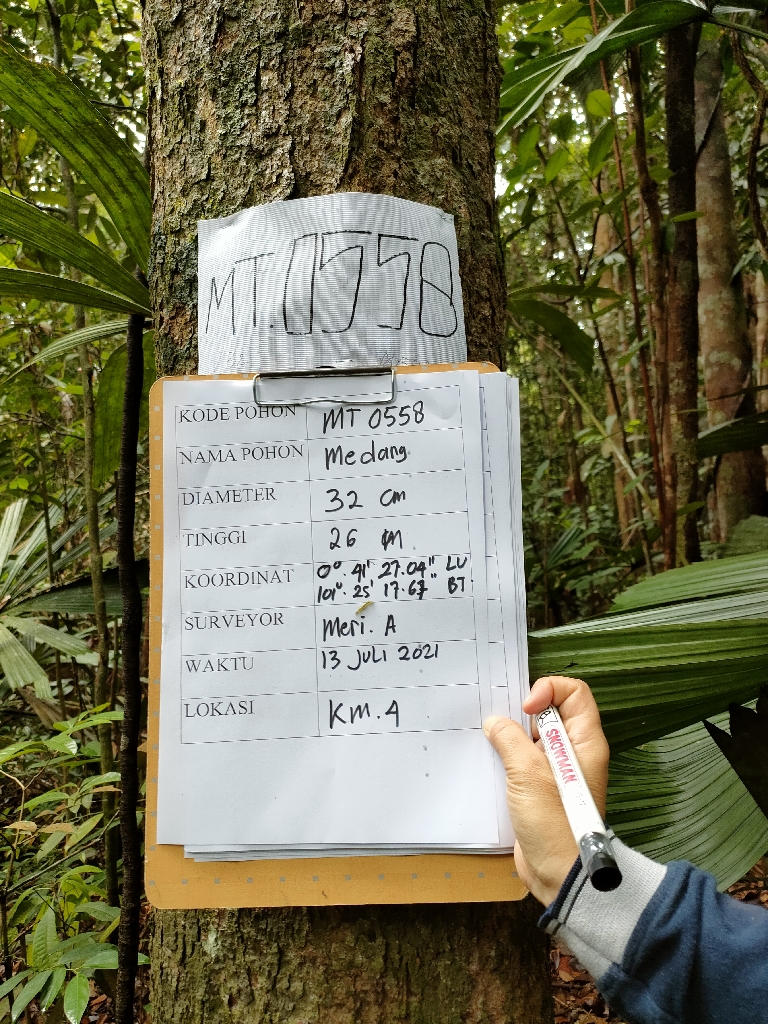 MT.0558
KODE POHON MT 0558
NAMA POHON Medang
DIAMETER 32 cm
TINGGI 26 M
KOORDINAT 0° 41' 27.04" LU
101° 25' 17.67" BT
SURVEYOR Meri. A
WAKTU 13 JULI 2021
LOKASI KM. 4
SNOWMAN